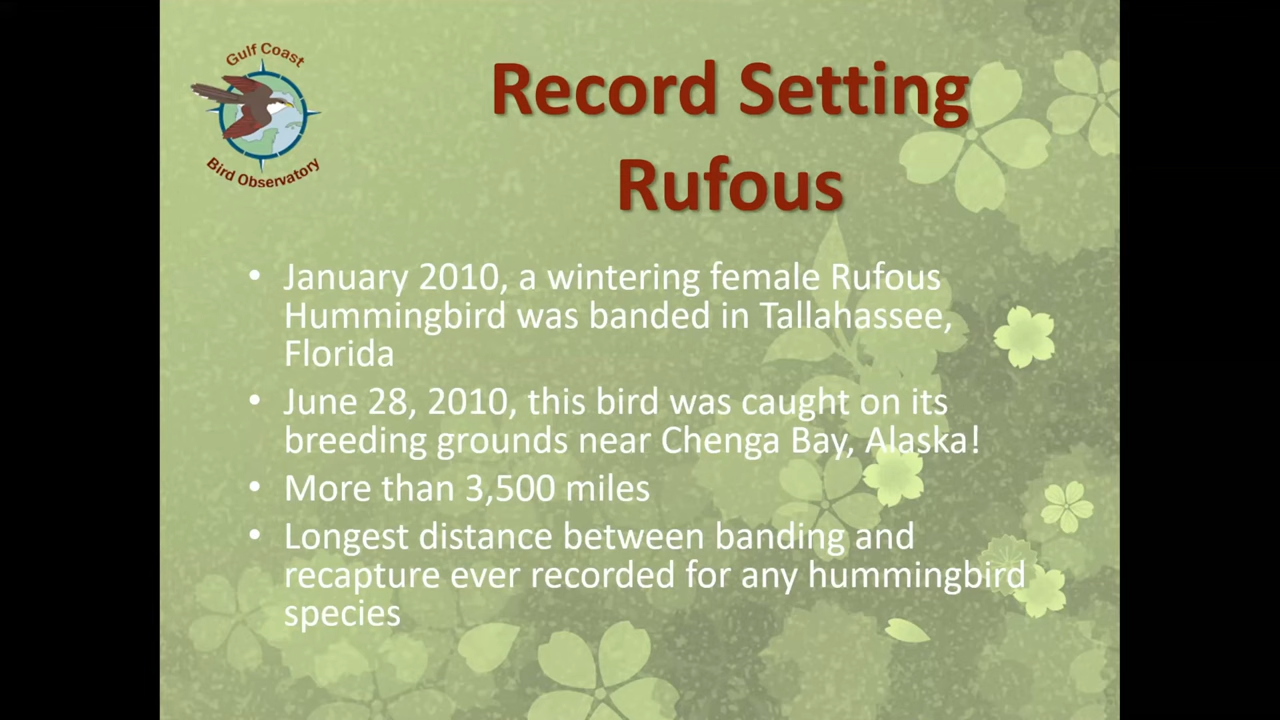 Gulf Coast
Bird Observatory
Record Setting
Rufous
• January 2010, a wintering female Rufous
Hummingbird was banded in Tallahassee,
Florida
• June 28, 2010, this bird was caught on its
breeding grounds near Chenga Bay, Alaska!
• More than 3,500 miles
• Longest distance between banding and
recapture ever recorded for any hummingbird
species